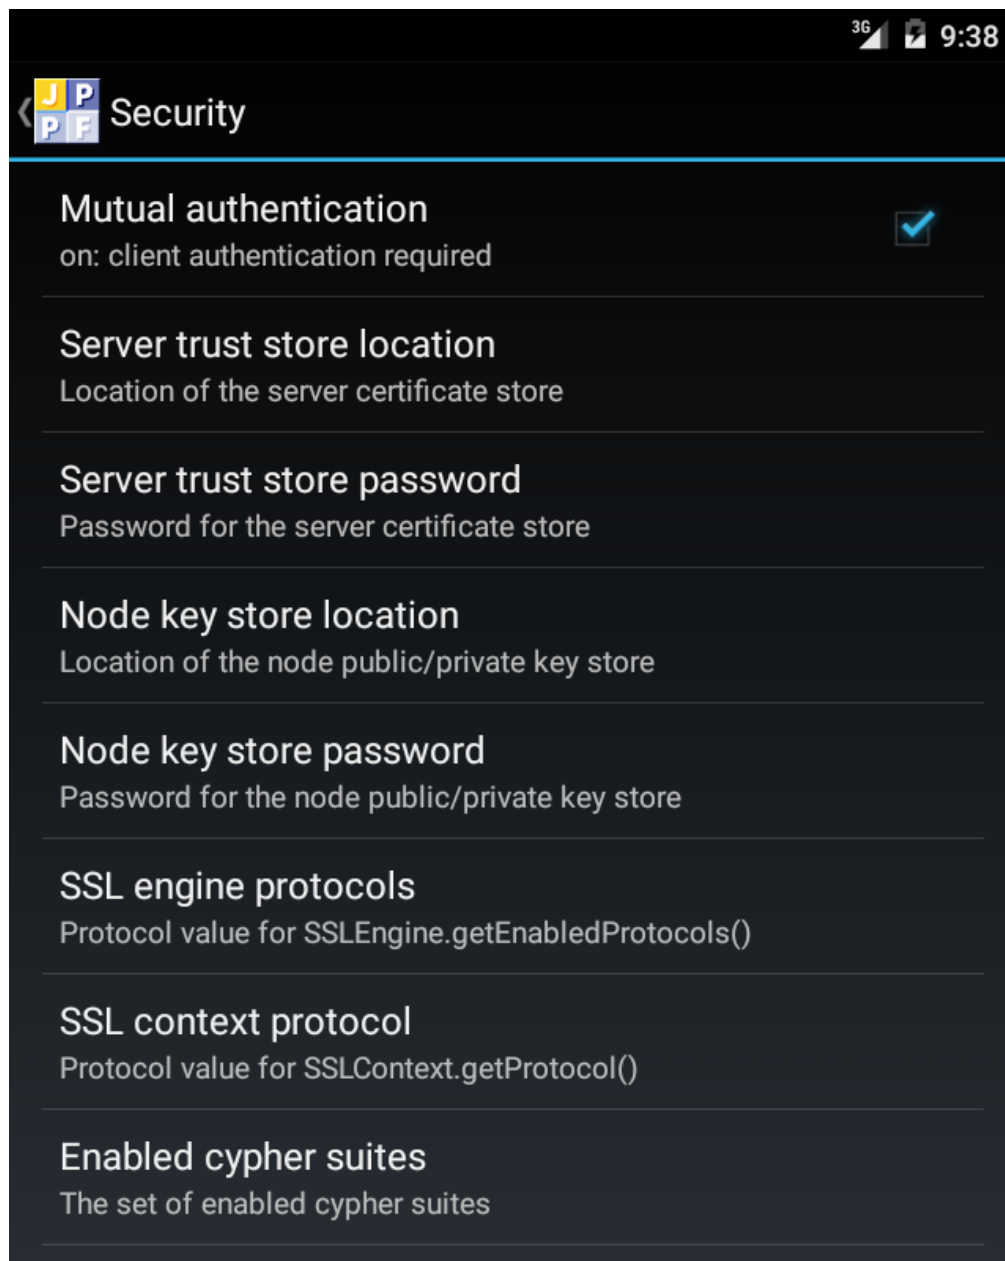 3G 9:38
JP
PF
Security
Mutual authentication
on: client authentication required
Server trust store location
Location of the server certificate store
Server trust store password
Password for the server certificate store
Node key store location
Location of the node public/private key store
Node key store password
Password for the node public/private key store
SSL engine protocols
Protocol value for SSLEngine.getEnabledProtocols()
SSL context protocol
Protocol value for SSLContext.getProtocol()
Enabled cypher suites
The set of enabled cypher suites